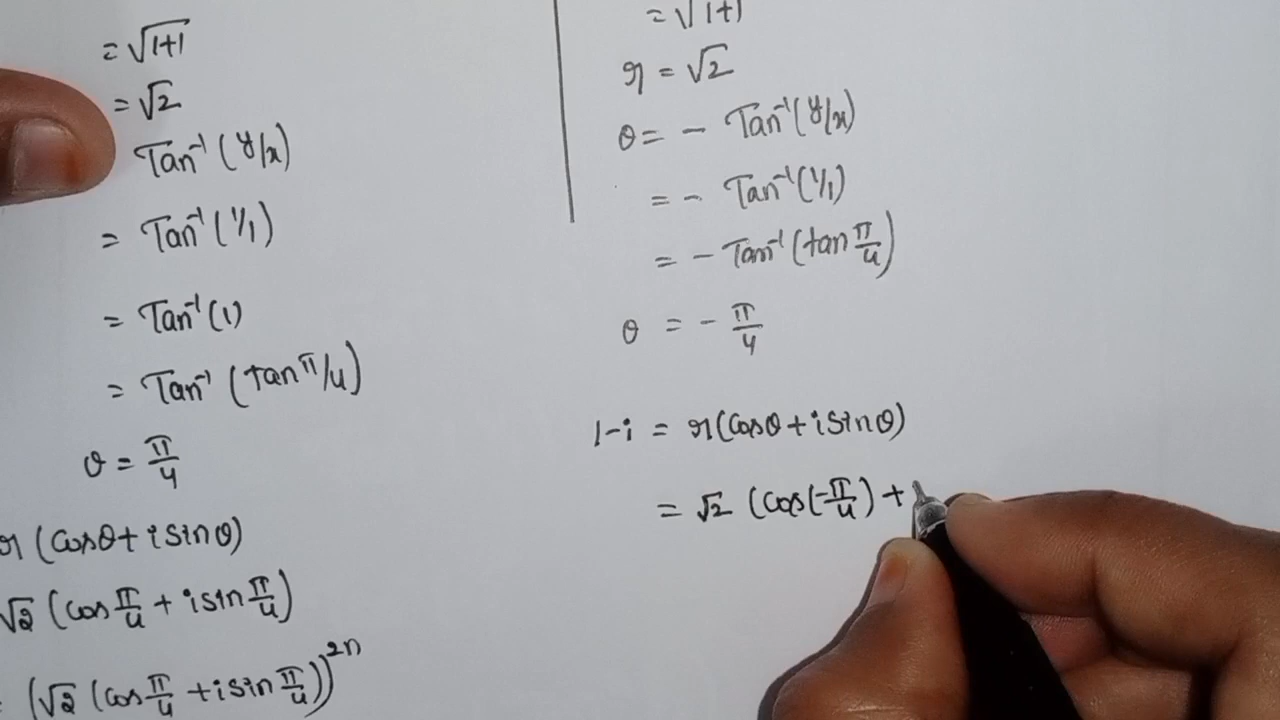 = √1+1
= √2
Tan⁻¹ (y/x)
= Tan⁻¹ (1/1)
= Tan⁻¹ (1)
= Tan⁻¹ (tan π/4)
θ = π/4
r (Cosθ + i sin θ)
√2 (Cos π/4 + i sin π/4)
= (√2 (Cos π/4 + i sin π/4))²ⁿ
= √1+1
r = √2
θ = - Tan⁻¹ (y/x)
= - Tan⁻¹ (1/1)
= - Tan⁻¹ (tan π/4)
θ = - π/4
1-i = r (Cosθ + i sin θ)
= √2 (Cos(-π/4) +